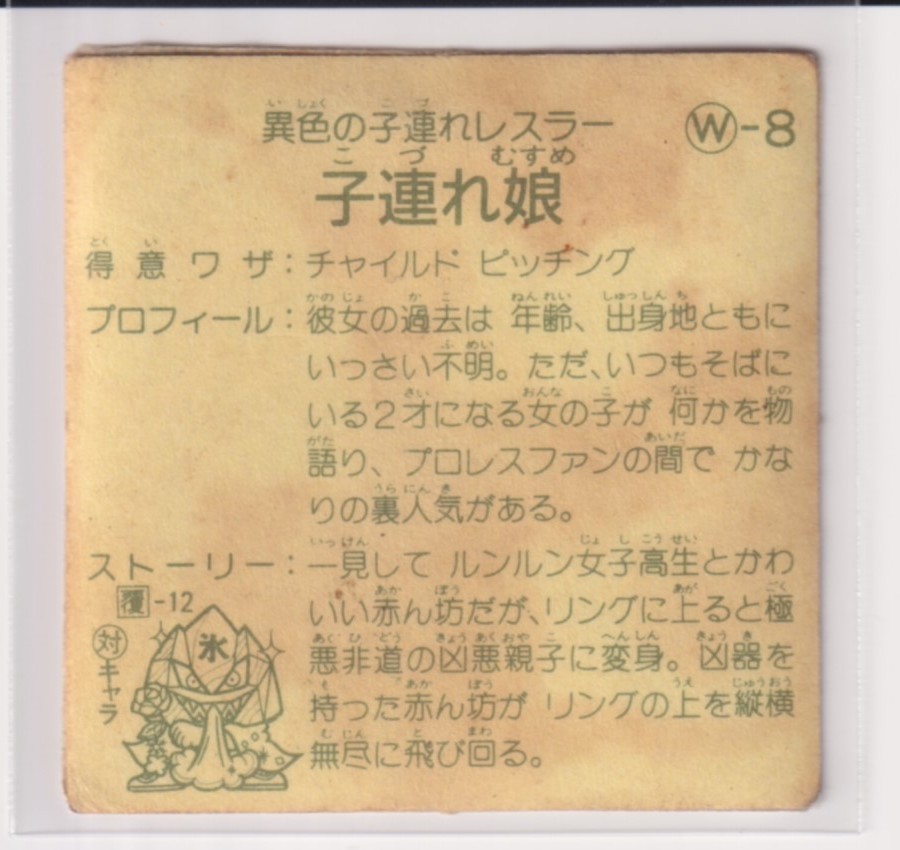 異色の子連れレスラー Ⓦ-8
子連れ娘
得意ワザ：チャイルド ピッチング
プロフィール：彼女の過去は 年齢、出身地ともに
いっさい不明。ただ、いつもそばに
いる2才になる女の子が 何かを物
語り、プロレスファンの間で かな
りの裏人気がある。
ストーリー：一見して ルンルン女子高生とかわ
いい赤ん坊だが、リングに上ると極
悪非道の凶悪親子に変身。凶器を
持った赤ん坊が リングの上を縦横
無尽に飛び回る。
覆-12
対キャラ
氷